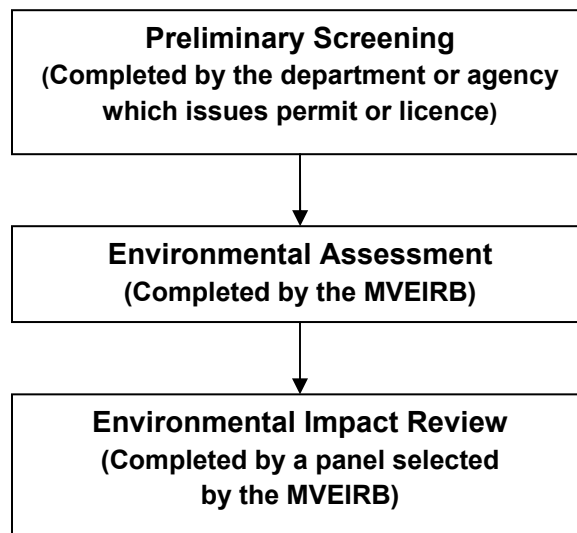 Preliminary Screening
(Completed by the department or agency
which issues permit or licence)
Environmental Assessment
(Completed by the MVEIRB)
Environmental Impact Review
(Completed by a panel selected
by the MVEIRB)